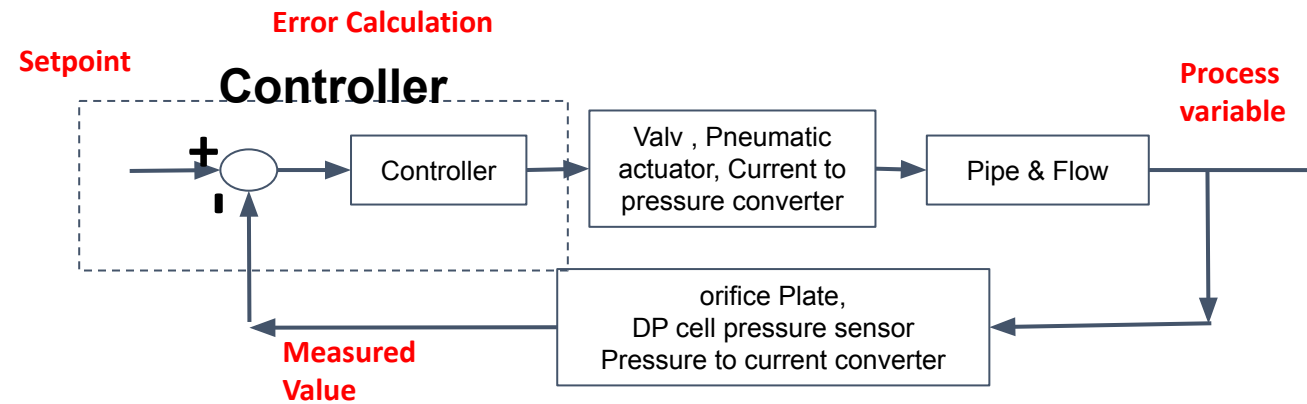 Error Calculation
Setpoint
Controller
Process
variable
+
-
Controller
Valv , Pneumatic
actuator, Current to
pressure converter
Pipe & Flow
orifice Plate,
DP cell pressure sensor
Pressure to current converter
Measured
Value